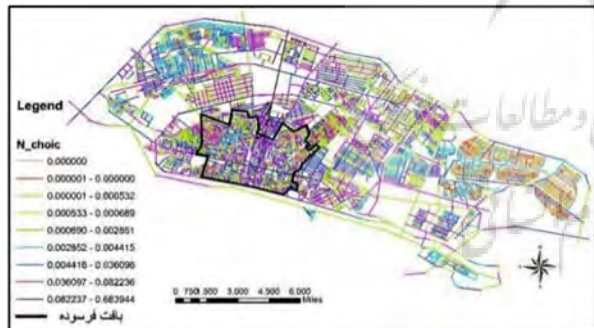 Legend
N_choic
0.000000
0.000001 - 0.000000
0.000001 - 0.000532
0.000533 - 0.000689
0.000690 - 0.002851
0.002852 - 0.004415
0.004416 - 0.036096
0.036097 - 0.082236
0.082237 - 0.683944
بافت فرسوده
0 750 1,500 3,000 4,500 6,000
Miles
و مطالعات